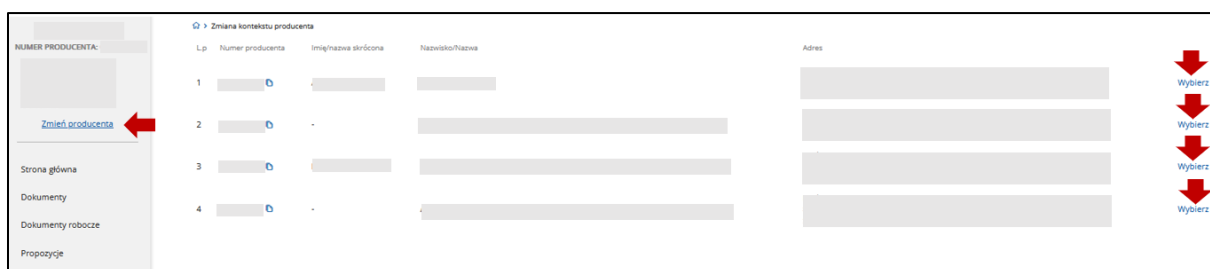 Zmiana kontekstu producenta
NUMER PRODUCENTA:
Zmień producenta
Strona główna
Dokumenty
Dokumenty robocze
Propozycje
L.p Numer producenta Imię/nazwa skrócona Nazwisko/Nazwa Adres
1 Wybierz
2 - Wybierz
3 Wybierz
4 - Wybierz